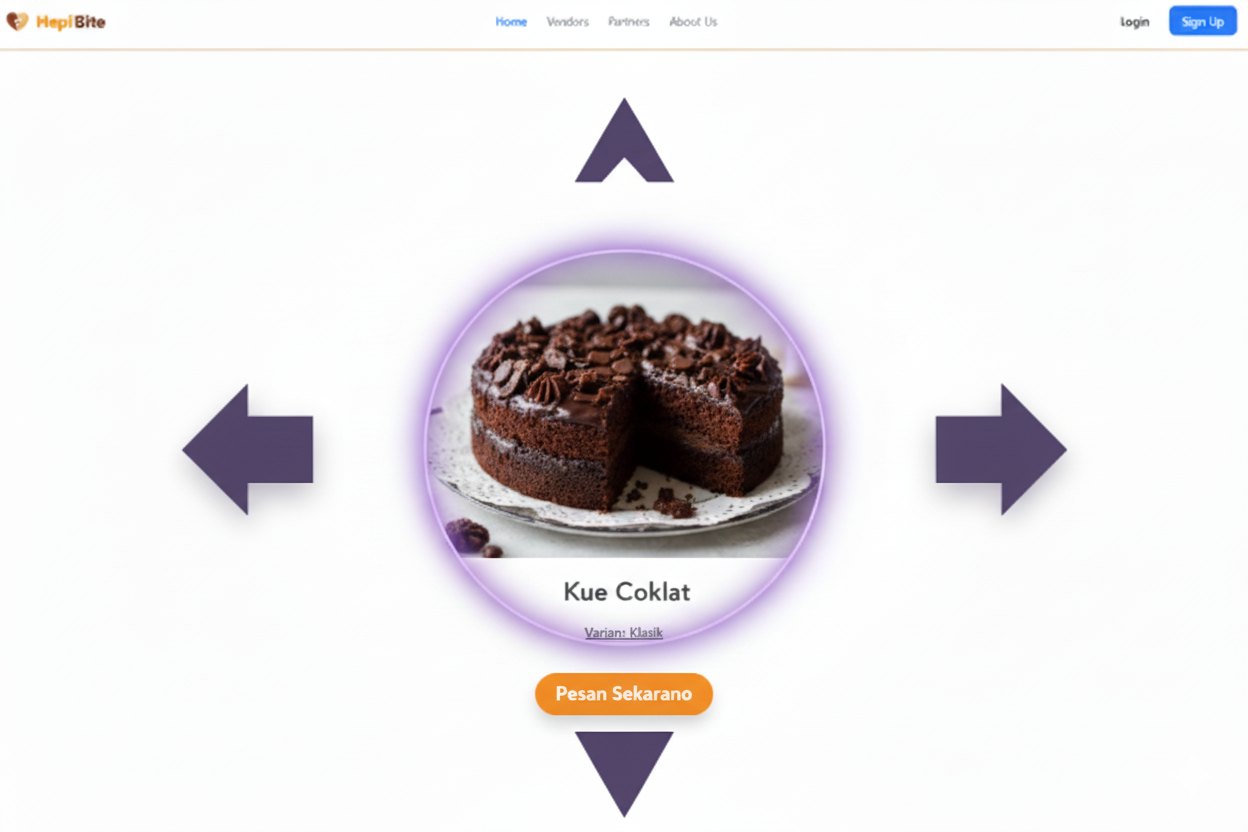 HepiBite
Home Vendors Partners About Us
Login Sign Up
Kue Coklat
Varian: Klasik
Pesan Sekarano